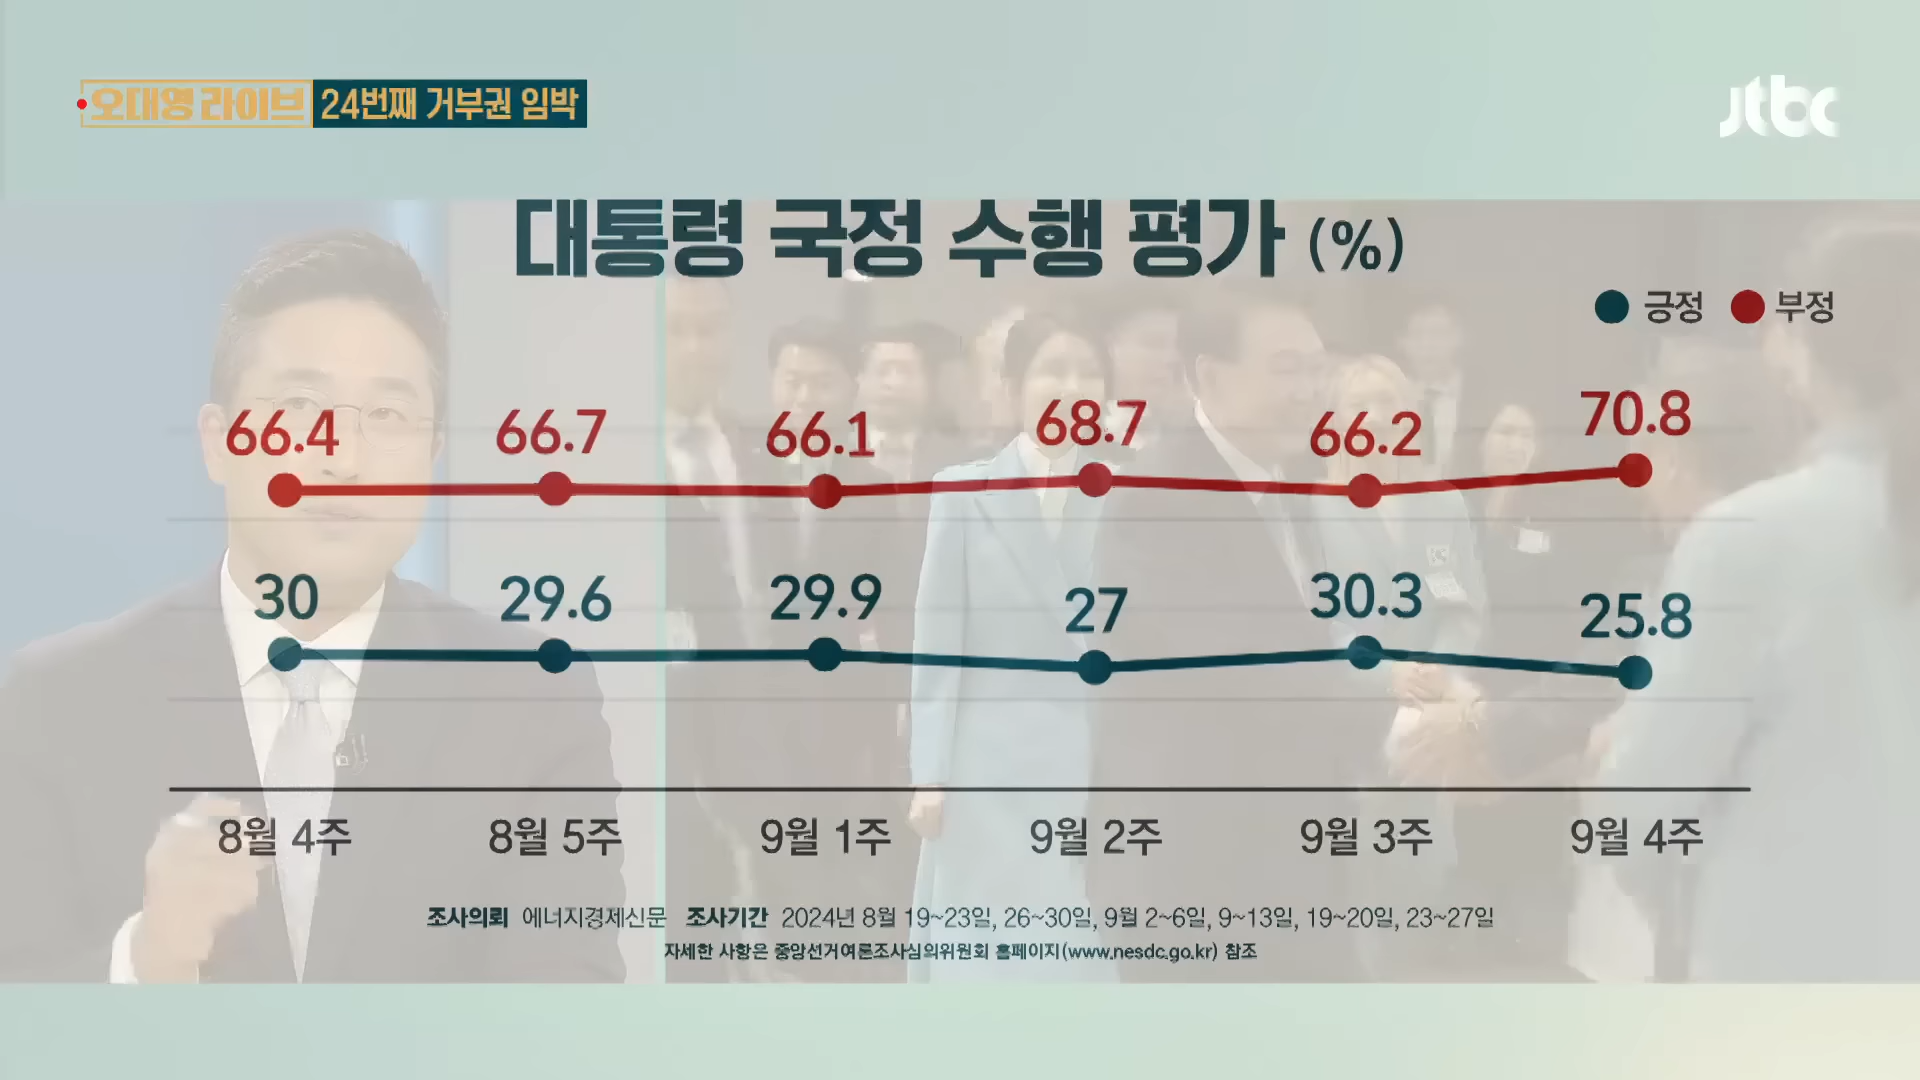 오대영 라이브 24번째 거부권 임박
jtbc
대통령 국정 수행 평가 (%)
긍정 부정
66.4 66.7 66.1 68.7 66.2 70.8
30 29.6 29.9 27 30.3 25.8
8월 4주 8월 5주 9월 1주 9월 2주 9월 3주 9월 4주
조사의뢰 에너지경제신문 조사기간 2024년 8월 19~23일, 26~30일, 9월 2~6일, 9~13일, 19~20일, 23~27일
자세한 사항은 중앙선거여론조사심의위원회 홈페이지(www.nesdc.go.kr) 참조